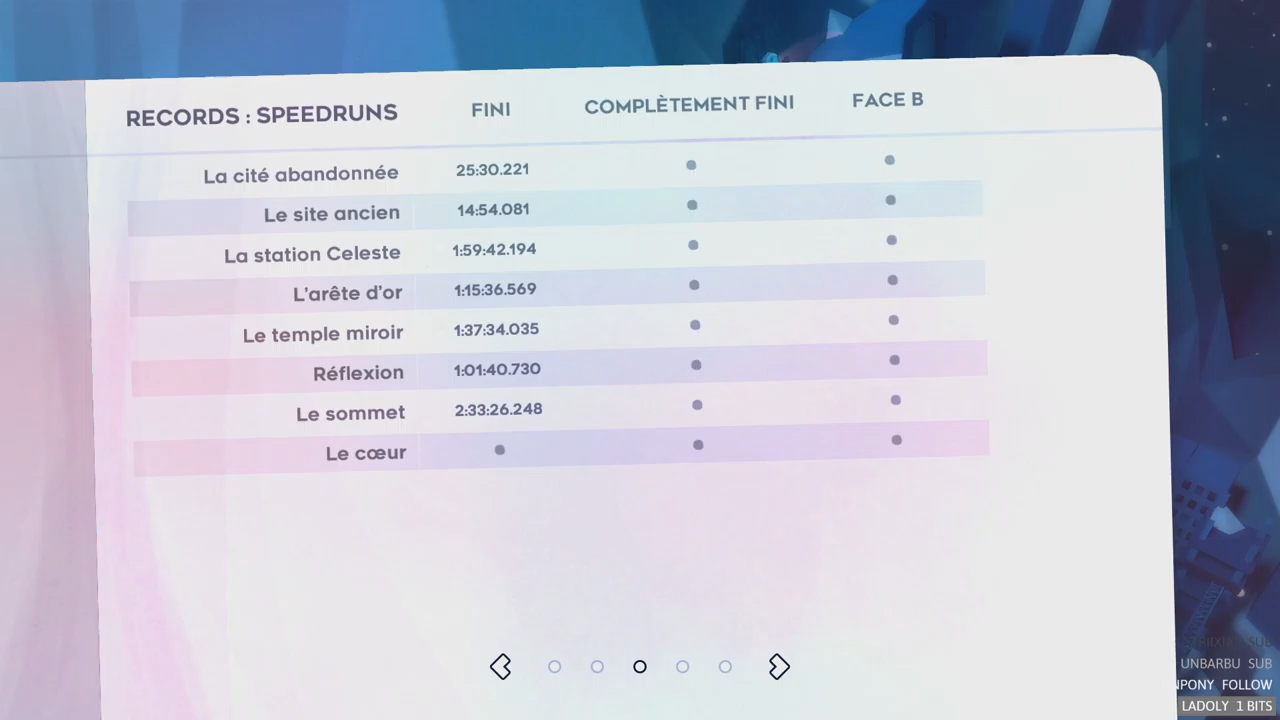 RECORDS : SPEEDRUNS FINI COMPLÈTEMENT FINI FACE B
La cité abandonnée 25:30.221
Le site ancien 14:54.081
La station Celeste 1:59:42.194
L'arête d'or 1:15:36.569
Le temple miroir 1:37:34.035
Réflexion 1:01:40.730
Le sommet 2:33:26.248
Le cœur
SUB
UNBARBU SUB
NPONY FOLLOW
LADOLY 1 BITS